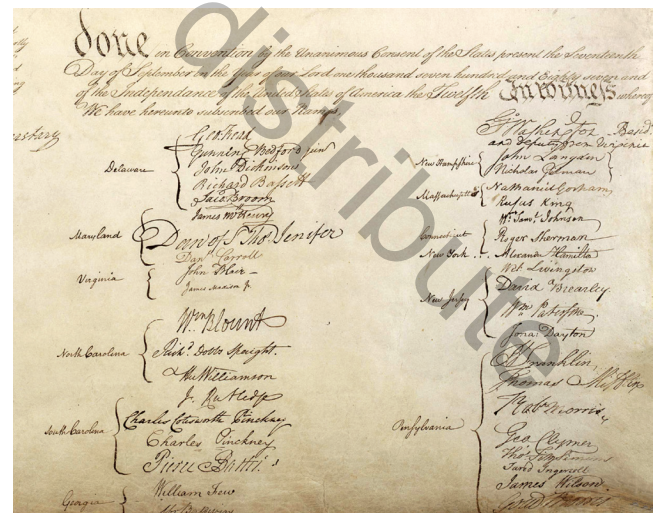 done in Convention by the Unanimous Consent of the States present the Seventeenth
Day of September in the Year of our Lord one thousand seven hundred and Eighty seven and
of the Independance of the United States of America the Twelfth In Witness whereof
We have hereunto subscribed our Names,
distribute
Delaware
Geo: Read
Gunning Bedford jun
John Dickinson
Richard Bassett
Jaco: Broom
Maryland
James McHenry
Dan of St Thos. Jenifer
Danl Carroll
Virginia
John Blair —
James Madison Jr
North Carolina
Wm. Blount
Richd. Dobbs Spaight.
Hu Williamson
South Carolina
J. Rutledge
Charles Cotesworth Pinckney
Charles Pinckney
Pierce Butler.
Georgia
William Few
Go: Washington
and deputy from Virginia
New Hampshire
John Langdon
Nicholas Gilman
Massachusetts
Nathaniel Gorham
Rufus King
Connecticut
Wm. Saml. Johnson
Roger Sherman
New York . .
Alexander Hamilton
New Jersey
Wil: Livingston
David Brearley.
Wm. Paterson.
Jona: Dayton
Pensylvania
B Franklin
Thomas Mifflin
Robt Morris
Geo. Clymer
Thos. FitzSimons
Jared Ingersoll
James Wilson.